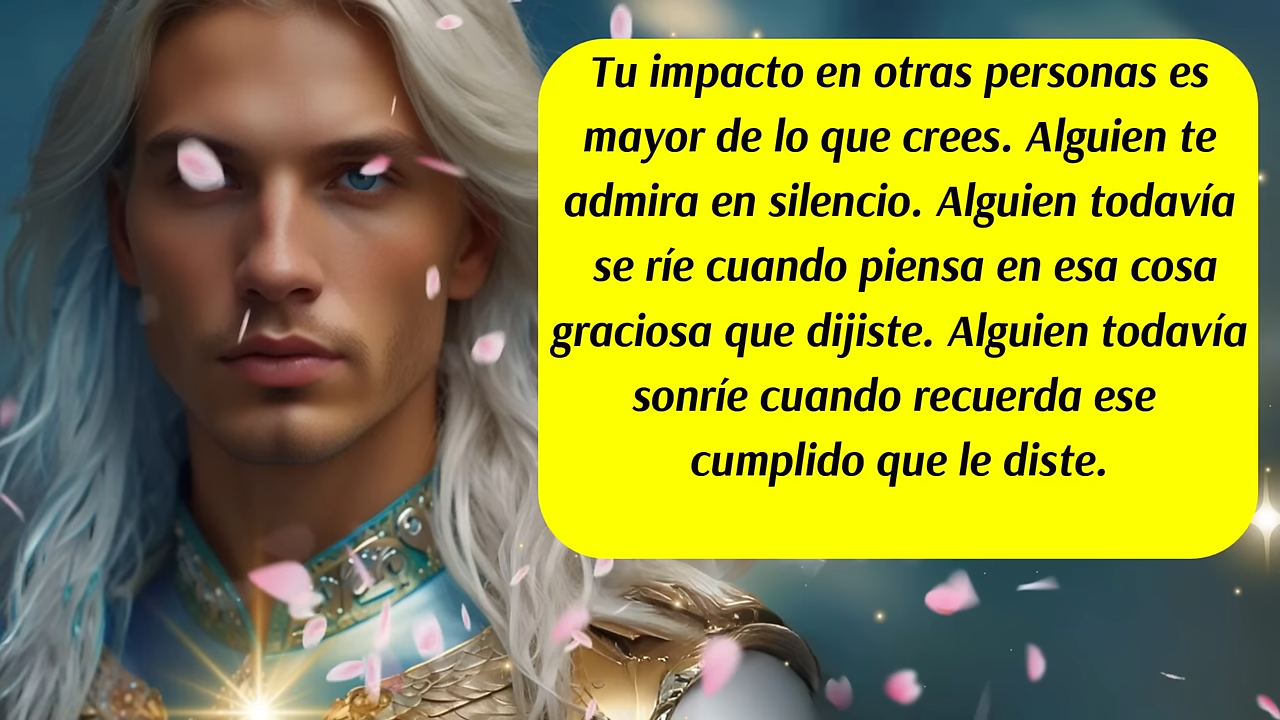 Tu impacto en otras personas es
mayor de lo que crees. Alguien te
admira en silencio. Alguien todavía
se ríe cuando piensa en esa cosa
graciosa que dijiste. Alguien todavía
sonríe cuando recuerda ese
cumplido que le diste.